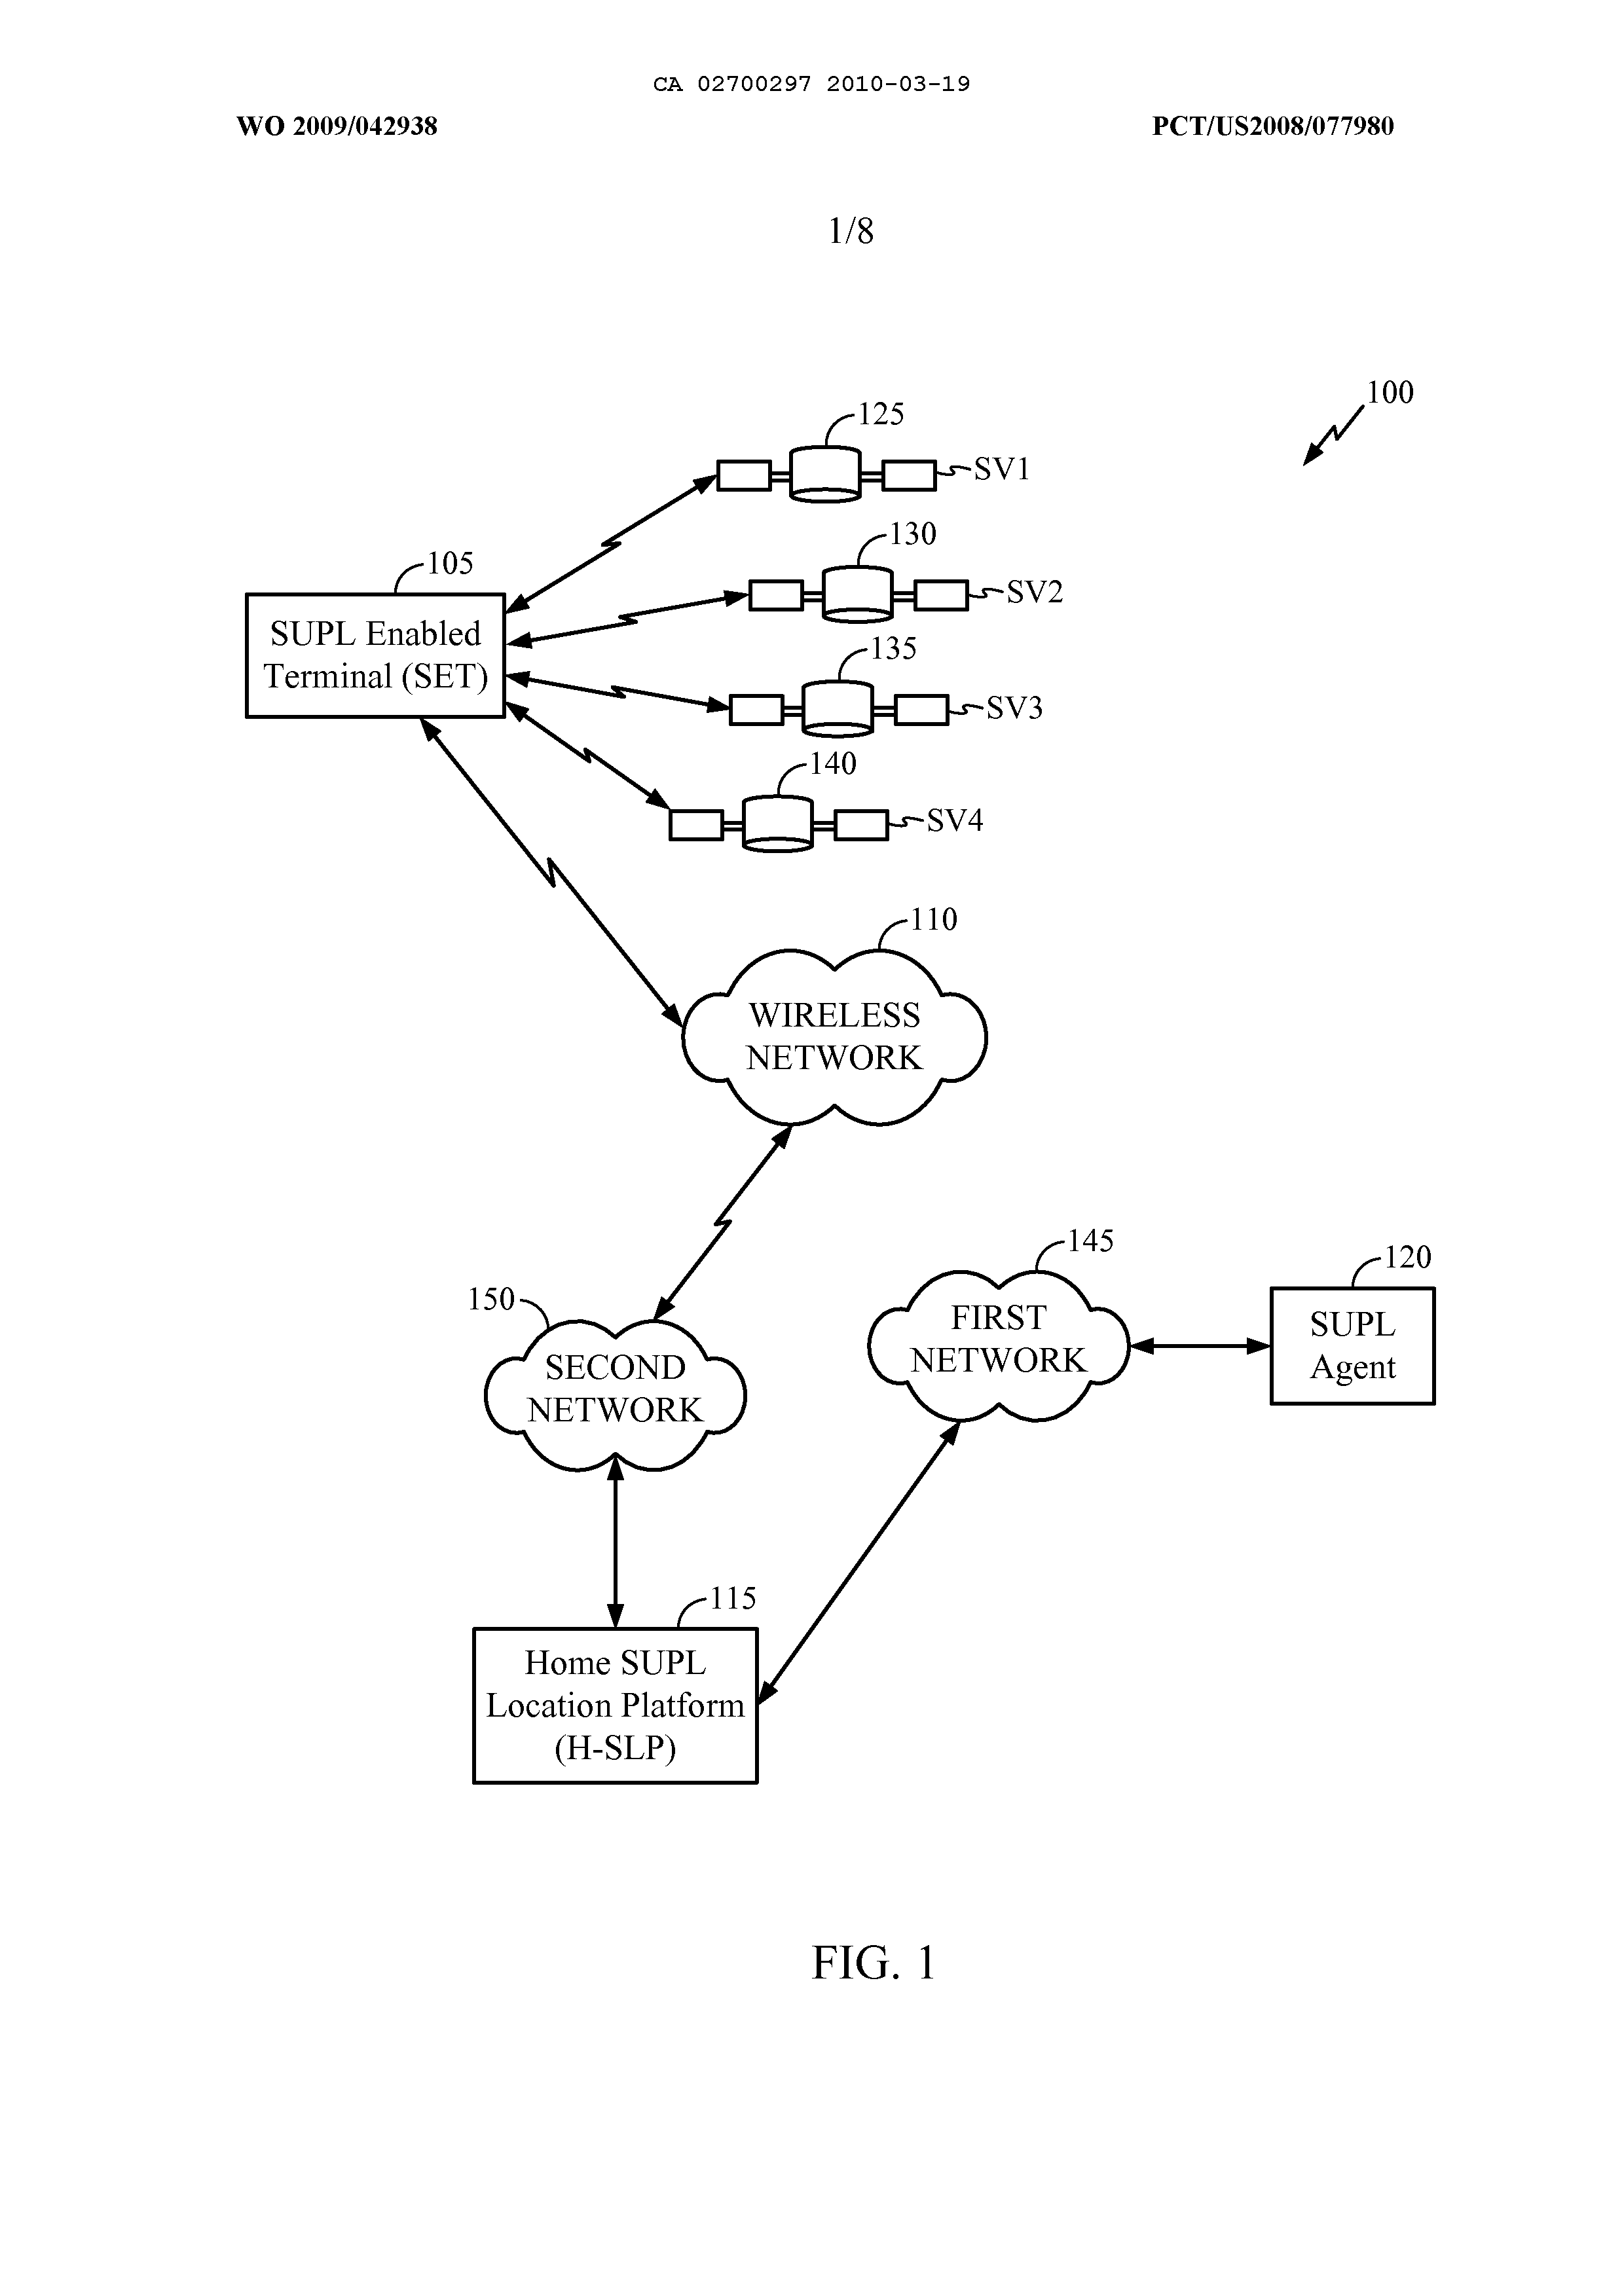 CA 02700297 2010-03-19
WO 2009/042938
PCT/US2008/077980
1/8
100
125
SV1
130
SV2
105
SUPL Enabled
Terminal (SET)
135
SV3
140
SV4
110
WIRELESS
NETWORK
145
FIRST
NETWORK
120
SUPL
Agent
150
SECOND
NETWORK
115
Home SUPL
Location Platform
(H-SLP)
FIG. 1